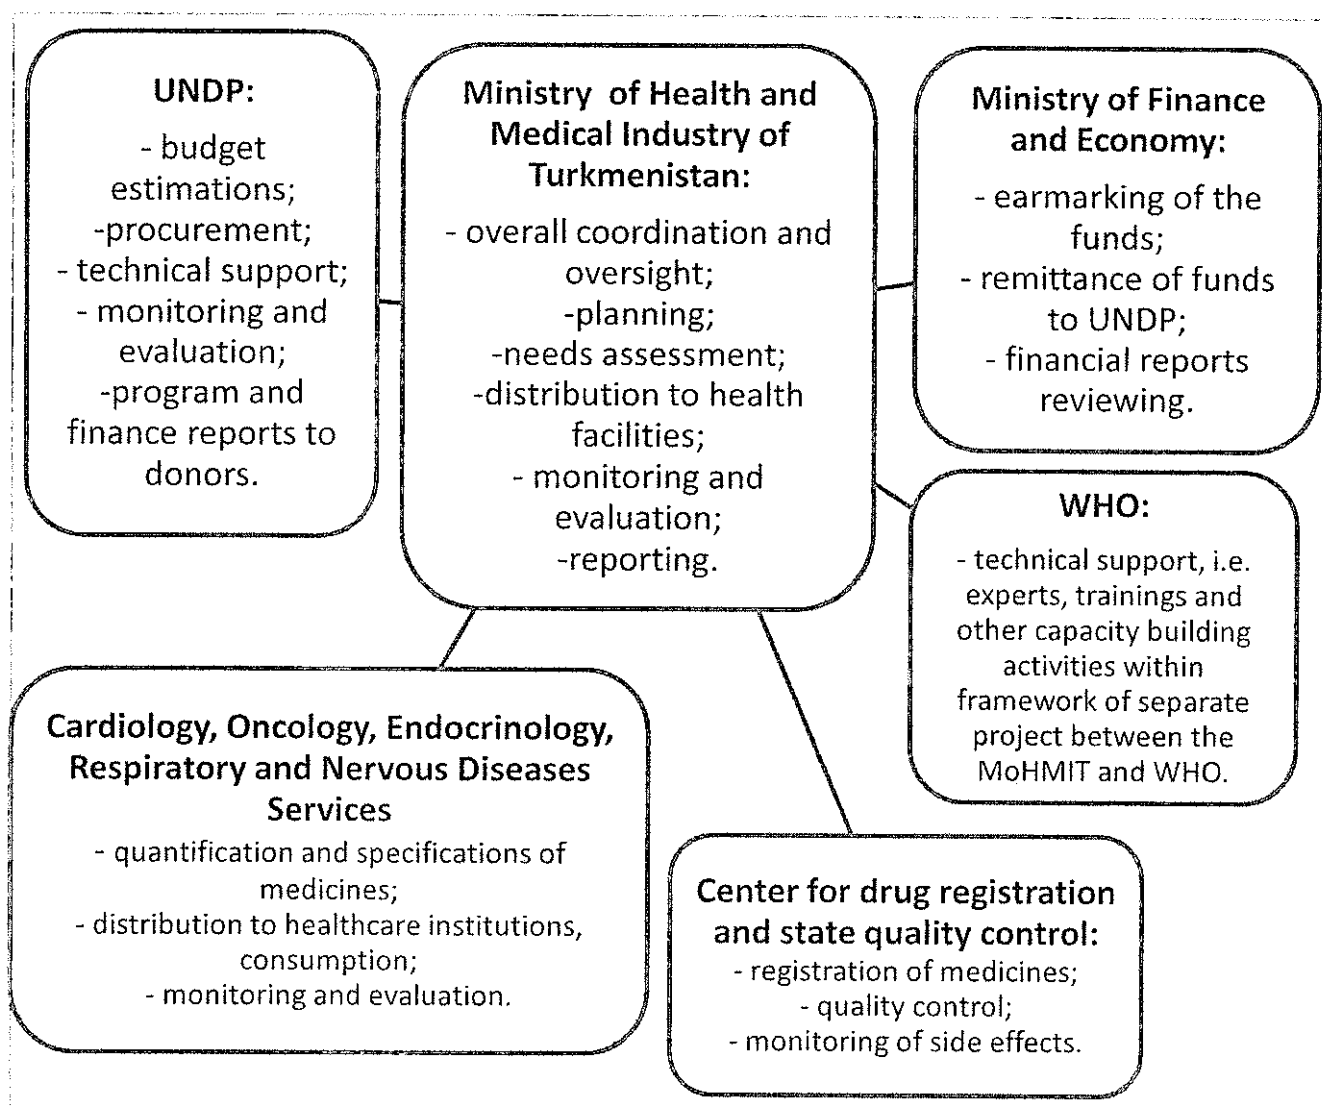 UNDP:
- budget
estimations;
-procurement;
- technical support;
- monitoring and
evaluation;
-program and
finance reports to
donors.
Ministry of Health and
Medical Industry of
Turkmenistan:
- overall coordination and
oversight;
-planning;
-needs assessment;
-distribution to health
facilities;
- monitoring and
evaluation;
-reporting.
Ministry of Finance
and Economy:
- earmarking of the
funds;
- remittance of funds
to UNDP;
- financial reports
reviewing.
WHO:
- technical support, i.e.
experts, trainings and
other capacity building
activities within
framework of separate
project between the
MoHMIT and WHO.
Cardiology, Oncology, Endocrinology,
Respiratory and Nervous Diseases
Services
- quantification and specifications of
medicines;
- distribution to healthcare institutions,
consumption;
- monitoring and evaluation.
Center for drug registration
and state quality control:
- registration of medicines;
- quality control;
- monitoring of side effects.